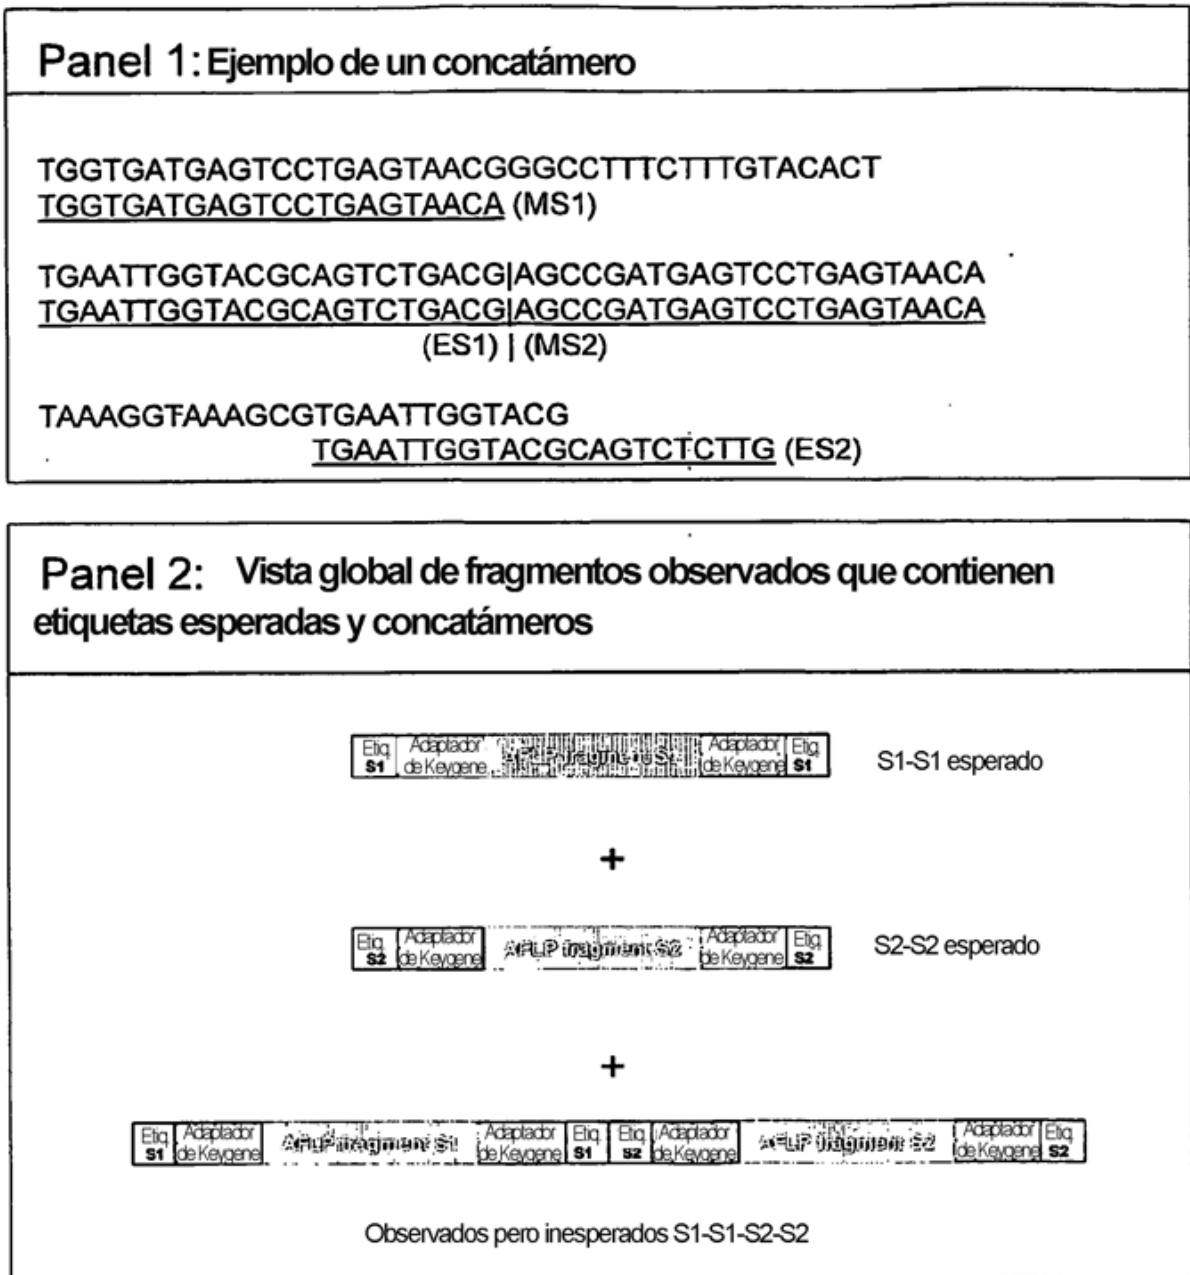 Panel 1: Ejemplo de un concatámero
TGGTGATGAGTCCTGAGTAACGGGCCTTTCTTTGTACACT
TGGTGATGAGTCCTGAGTAACA (MS1)
TGAATTGGTACGCAGTCTGACG|AGCCGATGAGTCCTGAGTAACA
TGAATTGGTACGCAGTCTGACG|AGCCGATGAGTCCTGAGTAACA
(ES1) | (MS2)
TAAAGGTAAAGCGTGAATTGGTACG
TGAATTGGTACGCAGTCTCTTG (ES2)
Panel 2: Vista global de fragmentos observados que contienen
etiquetas esperadas y concatámeros
Etiq S1 Adaptador de Keygene AFLP fragment S1 Adaptador de Keygene Etiq S1 S1-S1 esperado
+
Etiq S2 Adaptador de Keygene AFLP fragment S2 Adaptador de Keygene Etiq S2 S2-S2 esperado
+
Etiq S1 Adaptador de Keygene AFLP fragment S1 Adaptador de Keygene Etiq S1 Etiq S2 Adaptador de Keygene AFLP fragment S2 Adaptador de Keygene Etiq S2
Observados pero inesperados S1-S1-S2-S2